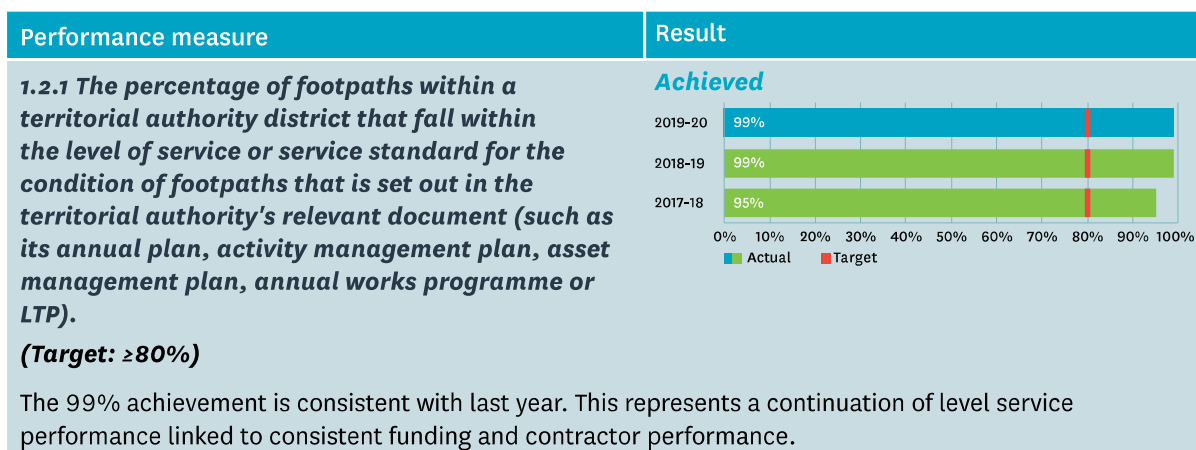 Performance measure
Result
1.2.1 The percentage of footpaths within a
territorial authority district that fall within
the level of service or service standard for the
condition of footpaths that is set out in the
territorial authority's relevant document (such as
its annual plan, activity management plan, asset
management plan, annual works programme or
LTP).
(Target: ≥80%)
Achieved
2019-20 99%
2018-19 99%
2017-18 95%
0% 10% 20% 30% 40% 50% 60% 70% 80% 90% 100%
Actual Target
The 99% achievement is consistent with last year. This represents a continuation of level service
performance linked to consistent funding and contractor performance.